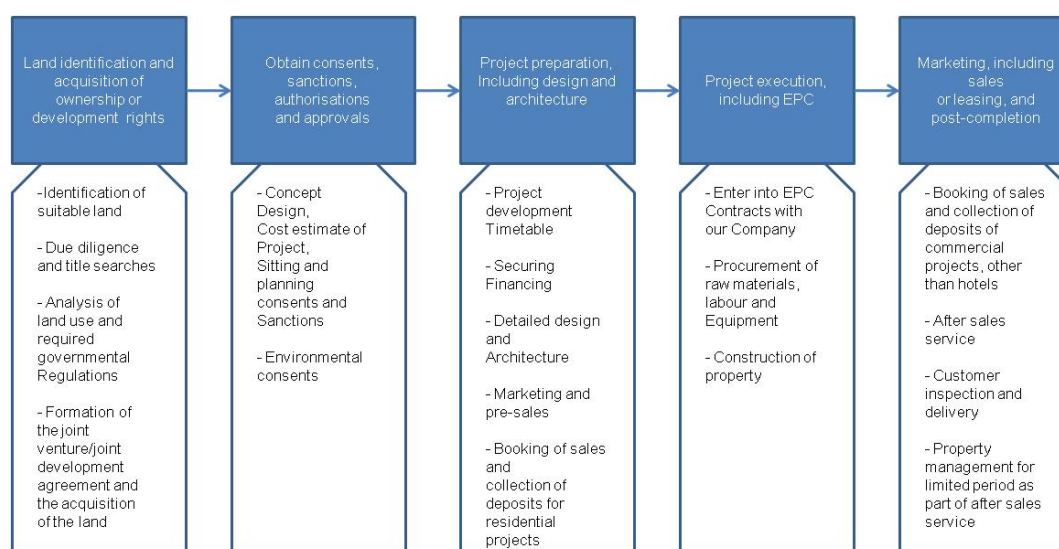 Land identification and
acquisition of
ownership or
development rights
Obtain consents,
sanctions,
authorisations
and approvals
Project preparation,
Including design and
architecture
Project execution,
including EPC
Marketing, including
sales
or leasing, and
post-completion
-Identification of
suitable land
- Due diligence
and title searches
- Analysis of
land use and
required
governmental
Regulations
- Formation of
the joint
venture/joint
development
agreement and
the acquisition
of the land
- Concept
Design,
Cost estimate of
Project,
Sitting and
planning
consents and
Sanctions
- Environmental
consents
- Project
development
Timetable
- Securing
Financing
- Detailed design
and
Architecture
- Marketing and
pre-sales
- Booking of sales
and
collection of
deposits for
residential
projects
- Enter into EPC
Contracts with
our Company
- Procurement of
raw materials,
labour and
Equipment
- Construction of
property
- Booking of sales
and collection of
deposits of
commercial
projects, other
than hotels
- After sales
service
- Customer
inspection and
delivery
- Property
management for
limited period as
part of after sales
service